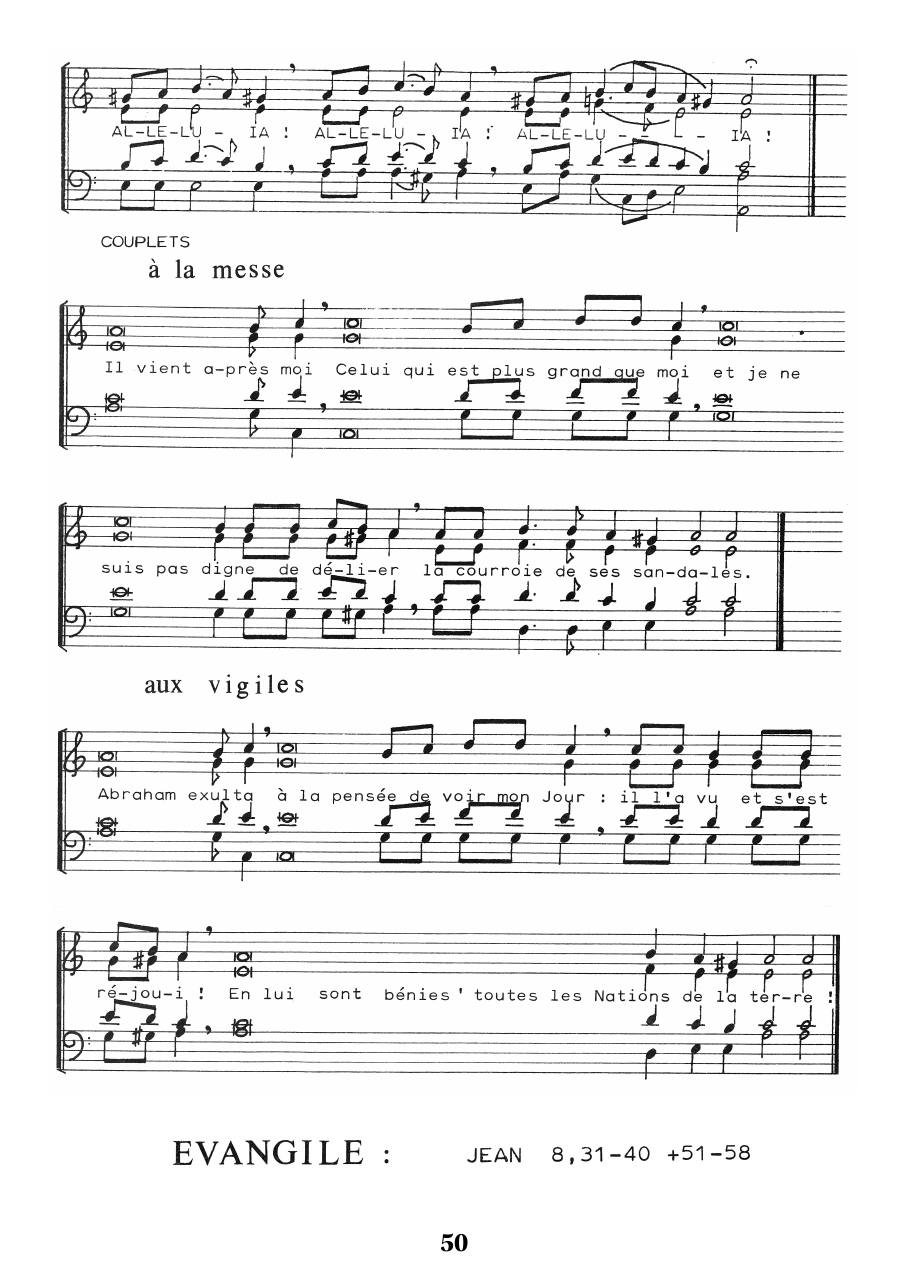 AL-LE-LU - IA ! AL-LE-LU - IA ! AL-LE-LU - L - IA !
COUPLETS
à la messe
Il vient a-près moi Celui qui est plus grand que moi et je ne
suis pas digne de dé-li-er la courroie de ses san-da-les.
aux vigiles
Abraham exulta à la pensée de voir mon Jour : il l'a vu et s'est
ré-jou-i ! En lui sont bénies ' toutes les Nations de la ter-re !
EVANGILE : JEAN 8,31-40 +51-58
50